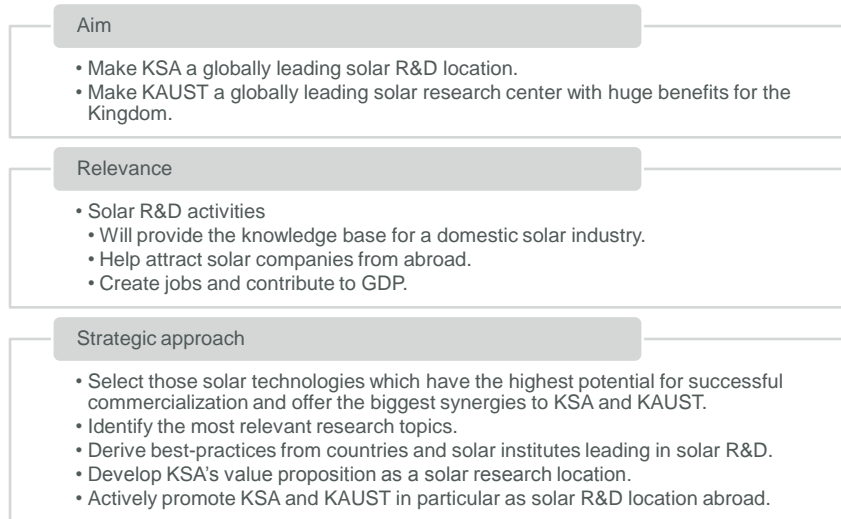 Aim
• Make KSA a globally leading solar R&D location.
• Make KAUST a globally leading solar research center with huge benefits for the
Kingdom.
Relevance
• Solar R&D activities
• Will provide the knowledge base for a domestic solar industry.
• Help attract solar companies from abroad.
• Create jobs and contribute to GDP.
Strategic approach
• Select those solar technologies which have the highest potential for successful
commercialization and offer the biggest synergies to KSA and KAUST.
• Identify the most relevant research topics.
• Derive best-practices from countries and solar institutes leading in solar R&D.
• Develop KSA's value proposition as a solar research location.
• Actively promote KSA and KAUST in particular as solar R&D location abroad.